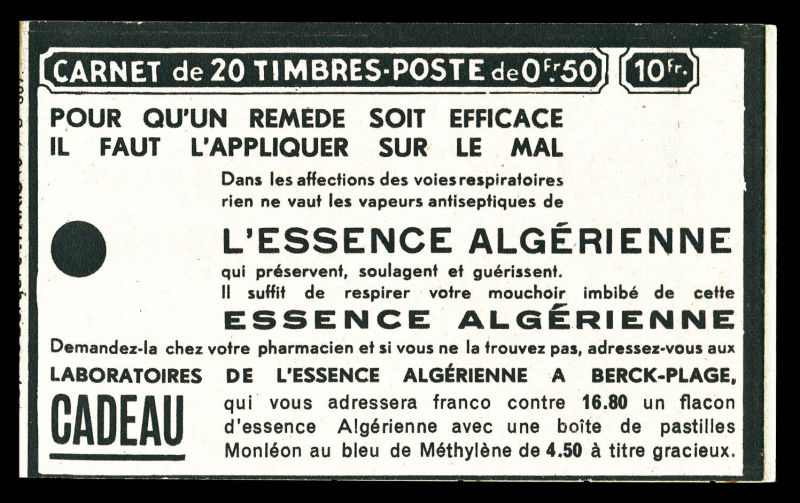 CARNET de 20 TIMBRES-POSTE de 0Fr.50 10Fr.
POUR QU'UN REMÈDE SOIT EFFICACE
IL FAUT L'APPLIQUER SUR LE MAL
Dans les affections des voies respiratoires
rien ne vaut les vapeurs antiseptiques de
L'ESSENCE ALGÉRIENNE
qui préservent, soulagent et guérissent.
Il suffit de respirer votre mouchoir imbibé de cette
ESSENCE ALGÉRIENNE
Demandez-la chez votre pharmacien et si vous ne la trouvez pas, adressez-vous aux
LABORATOIRES DE L'ESSENCE ALGÉRIENNE A BERCK-PLAGE,
CADEAU
qui vous adressera franco contre 16.80 un flacon
d'essence Algérienne avec une boîte de pastilles
Monléon au bleu de Méthylène de 4.50 à titre gracieux.